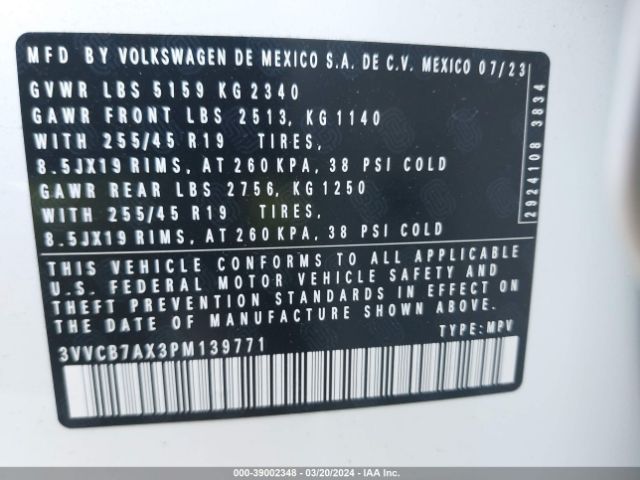 MFD BY VOLKSWAGEN DE MEXICO S.A. DE C.V. MEXICO 07/23
GVWR LBS 5159 KG 2340
GAWR FRONT LBS 2513, KG 1140
WITH 255/45 R19 TIRES,
8.5JX19 RIMS, AT 260 KPA, 38 PSI COLD
GAWR REAR LBS 2756, KG 1250
WITH 255/45 R19 TIRES,
8.5JX19 RIMS, AT 260 KPA, 38 PSI COLD
2924108 3834
THIS VEHICLE CONFORMS TO ALL APPLICABLE
U.S. FEDERAL MOTOR VEHICLE SAFETY AND
THEFT PREVENTION STANDARDS IN EFFECT ON
THE DATE OF MANUFACTURE SHOWN ABOVE.
3VVCB7AX3PM139771 TYPE: MPV
000-39002348 - 03/20/2024 - IAA Inc.